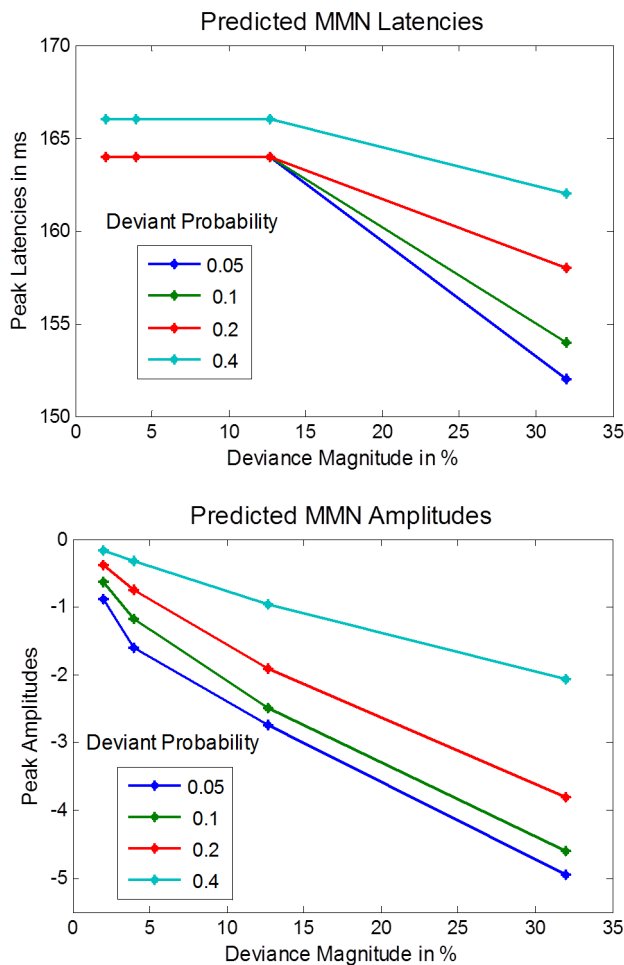 Predicted MMN Latencies
170
165
160
155
150
Peak Latencies in ms
Deviant Probability
0.05
0.1
0.2
0.4
0 5 10 15 20 25 30 35
Deviance Magnitude in %
Predicted MMN Amplitudes
0
-1
-2
-3
-4
-5
Peak Amplitudes
Deviant Probability
0.05
0.1
0.2
0.4
0 5 10 15 20 25 30 35
Deviance Magnitude in %